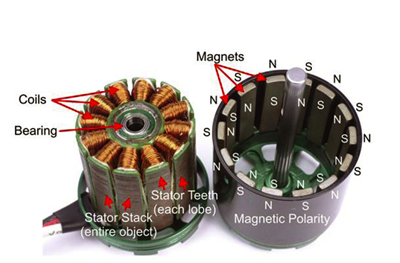 Magnets
Coils
Bearing
Stator Teeth
(each lobe)
Stator Stack
(entire object)
Magnetic Polarity
N
S
N
S
N
S
N
S
N
S
N
S
N
S
S
N
S
N
S
N
S
N